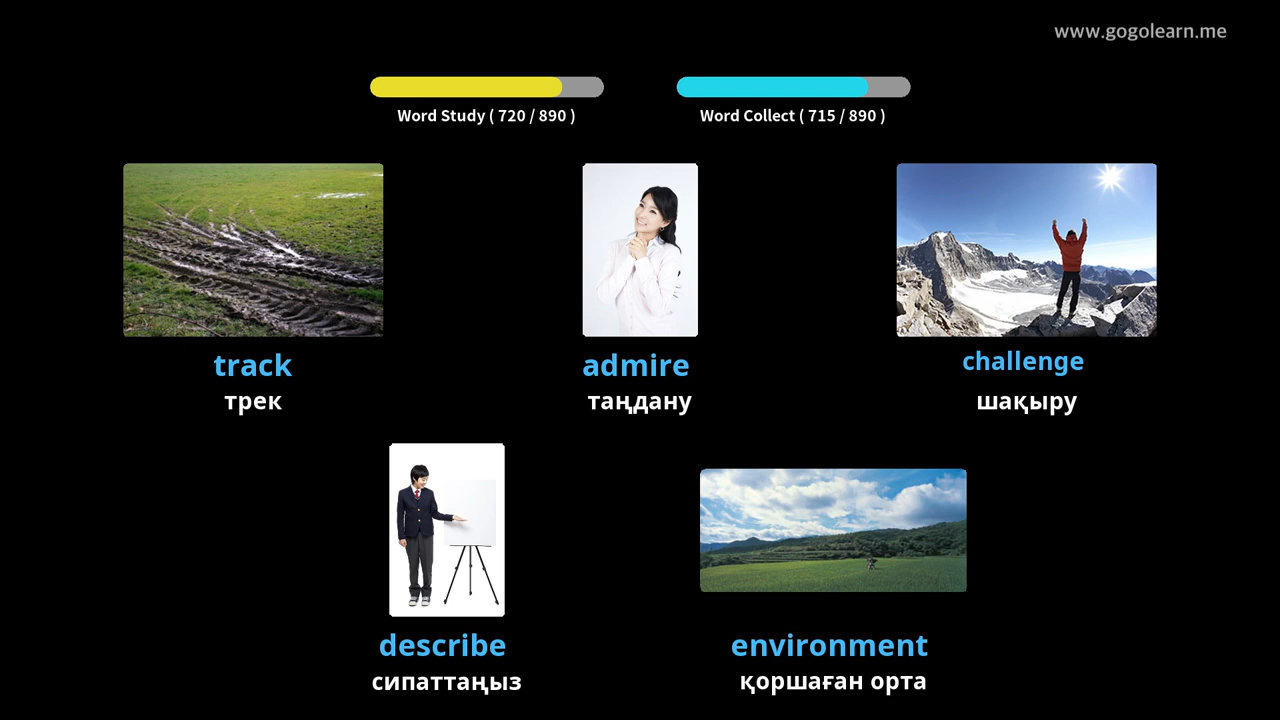 www.gogolearn.me
Word Study ( 720 / 890 )
Word Collect ( 715 / 890 )
track
трек
admire
таңдану
challenge
шақыру
describe
сипаттаңыз
environment
қоршаған орта